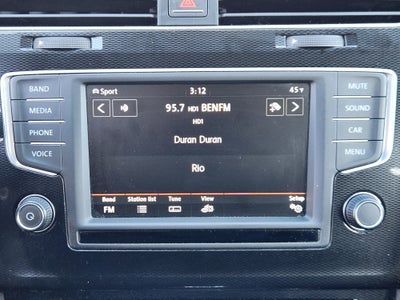 BAND
MEDIA
PHONE
VOICE
Sport 3:12 45°F
95.7 HD1 BENFM
HD1
Duran Duran
Rio
Band Station list Tune View Setup
FM
MUTE
SOUND
CAR
MENU